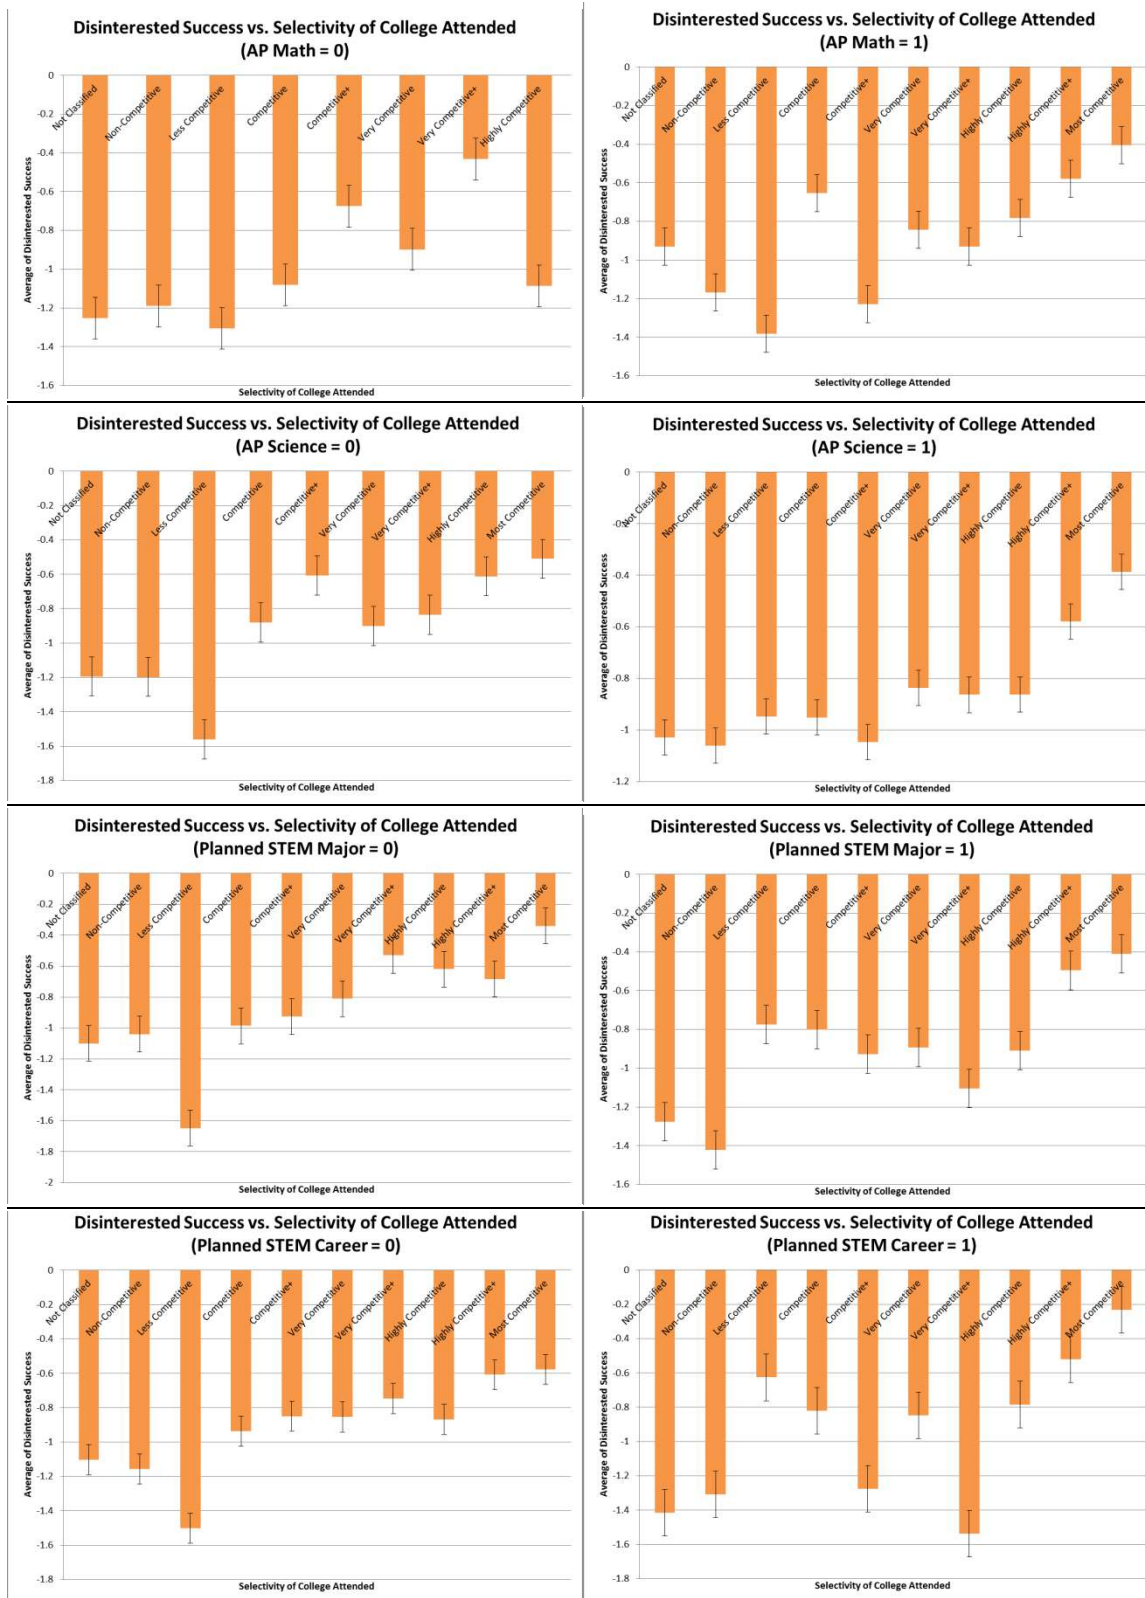 Disinterested Success vs. Selectivity of College Attended
(AP Math = 0)
0
-0.2
-0.4
-0.6
-0.8
-1
-1.2
-1.4
-1.6
Average of Disinterested Success
Not Classified
Non-Competitive
Less Competitive
Competitive
Competitive+
Very Competitive
Very Competitive+
Highly Competitive
Selectivity of College Attended
Disinterested Success vs. Selectivity of College Attended
(AP Math = 1)
0
-0.2
-0.4
-0.6
-0.8
-1
-1.2
-1.4
-1.6
Average of Disinterested Success
Not Classified
Non-Competitive
Less Competitive
Competitive
Competitive+
Very Competitive
Very Competitive+
Highly Competitive
Highly Competitive+
Most Competitive
Selectivity of College Attended
Disinterested Success vs. Selectivity of College Attended
(AP Science = 0)
0
-0.2
-0.4
-0.6
-0.8
-1
-1.2
-1.4
-1.6
-1.8
Average of Disinterested Success
Not Classified
Non-Competitive
Less Competitive
Competitive
Competitive+
Very Competitive
Very Competitive+
Highly Competitive
Most Competitive
Selectivity of College Attended
Disinterested Success vs. Selectivity of College Attended
(AP Science = 1)
0
-0.2
-0.4
-0.6
-0.8
-1
-1.2
Average of Disinterested Success
Not Classified
Non-Competitive
Less Competitive
Competitive
Competitive+
Very Competitive
Very Competitive+
Highly Competitive
Highly Competitive+
Most Competitive
Selectivity of College Attended
Disinterested Success vs. Selectivity of College Attended
(Planned STEM Major = 0)
0
-0.2
-0.4
-0.6
-0.8
-1
-1.2
-1.4
-1.6
-1.8
-2
Average of Disinterested Success
Not Classified
Non-Competitive
Less Competitive
Competitive
Competitive+
Very Competitive
Very Competitive+
Highly Competitive
Highly Competitive+
Most Competitive
Selectivity of College Attended
Disinterested Success vs. Selectivity of College Attended
(Planned STEM Major = 1)
0
-0.2
-0.4
-0.6
-0.8
-1
-1.2
-1.4
-1.6
Average of Disinterested Success
Not Classified
Non-Competitive
Less Competitive
Competitive
Competitive+
Very Competitive
Very Competitive+
Highly Competitive
Highly Competitive+
Most Competitive
Selectivity of College Attended
Disinterested Success vs. Selectivity of College Attended
(Planned STEM Career = 0)
0
-0.2
-0.4
-0.6
-0.8
-1
-1.2
-1.4
-1.6
-1.8
Average of Disinterested Success
Not Classified
Non-Competitive
Less Competitive
Competitive
Competitive+
Very Competitive
Very Competitive+
Highly Competitive
Highly Competitive+
Most Competitive
Selectivity of College Attended
Disinterested Success vs. Selectivity of College Attended
(Planned STEM Career = 1)
0
-0.2
-0.4
-0.6
-0.8
-1
-1.2
-1.4
-1.6
-1.8
Average of Disinterested Success
Not Classified
Non-Competitive
Less Competitive
Competitive
Competitive+
Very Competitive
Very Competitive+
Highly Competitive
Highly Competitive+
Most Competitive
Selectivity of College Attended